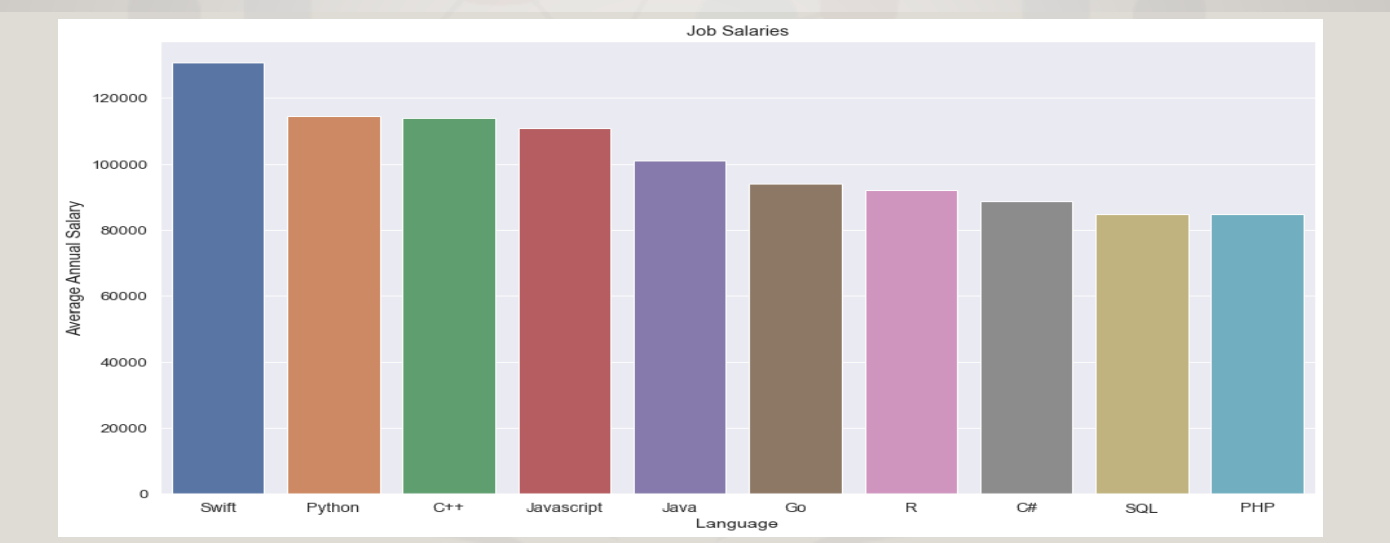 Job Salaries
Average Annual Salary
120000
100000
80000
60000
40000
20000
0
Swift Python C++ Javascript Java Go R C# SQL PHP
Language